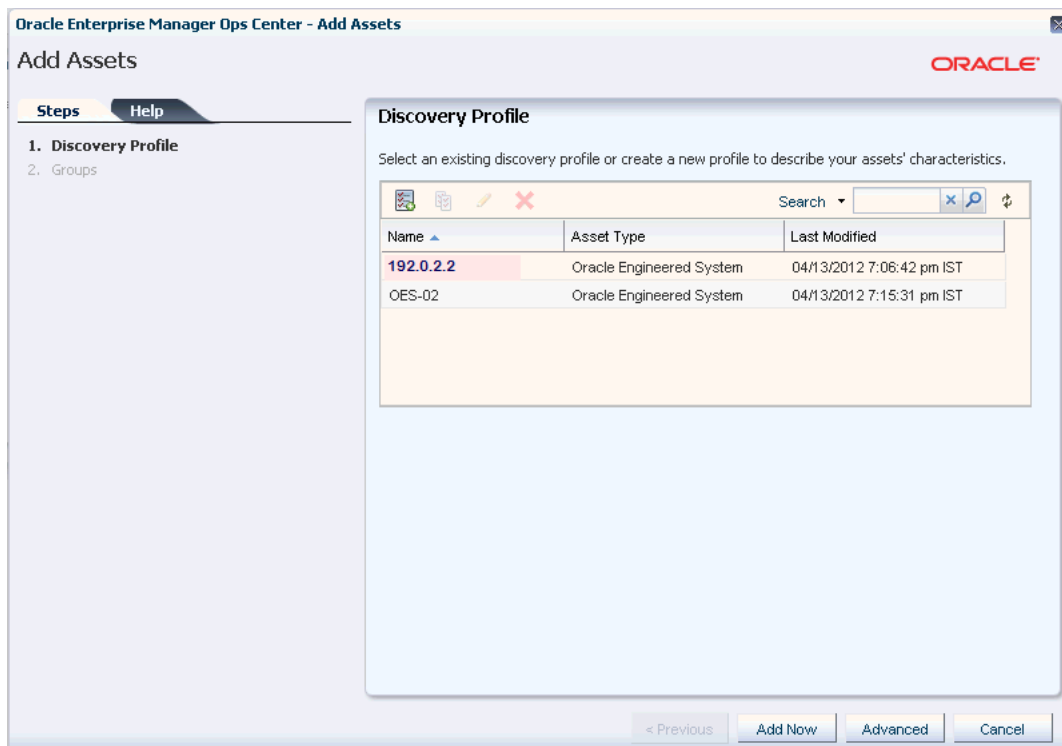 Oracle Enterprise Manager Ops Center - Add Assets
Add Assets
ORACLE
Steps
Help
1. Discovery Profile
2. Groups
Discovery Profile
Select an existing discovery profile or create a new profile to describe your assets' characteristics.
Search
Name Asset Type Last Modified
192.0.2.2 Oracle Engineered System 04/13/2012 7:06:42 pm IST
OES-02 Oracle Engineered System 04/13/2012 7:15:31 pm IST
< Previous Add Now Advanced Cancel